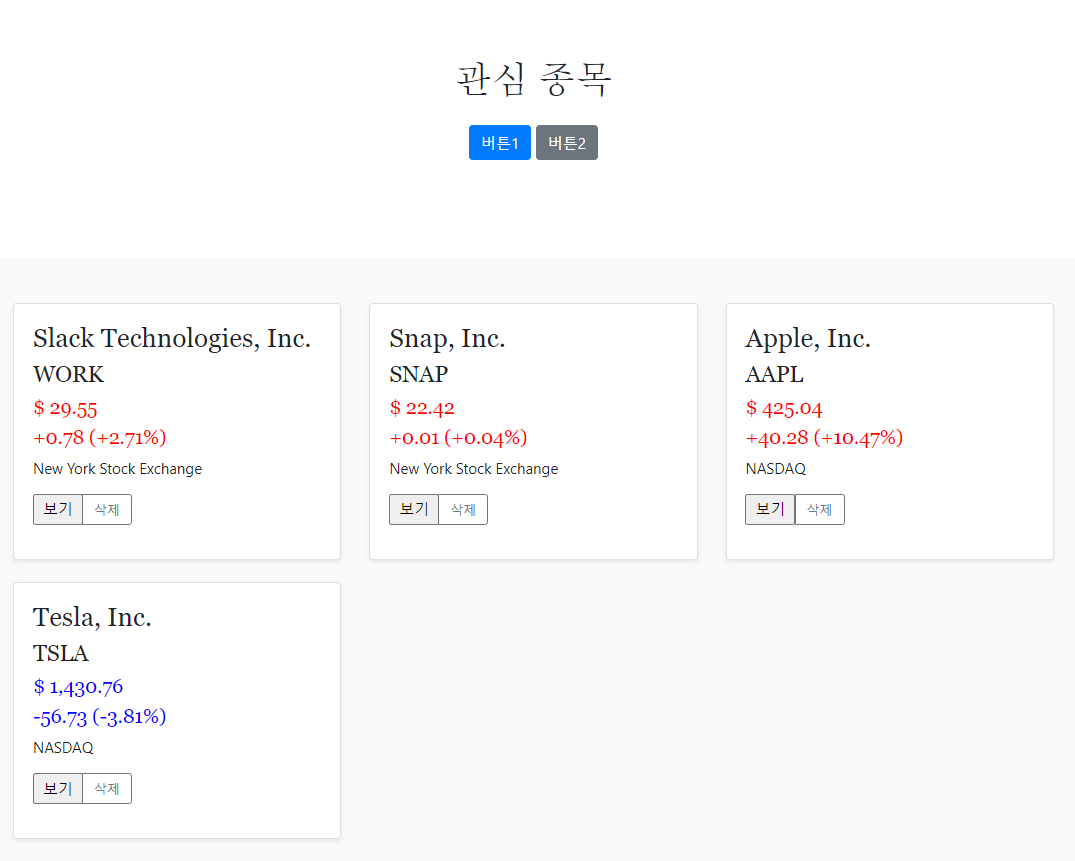 관심 종목
버튼1 버튼2
Slack Technologies, Inc.
WORK
$ 29.55
+0.78 (+2.71%)
New York Stock Exchange
보기 삭제
Snap, Inc.
SNAP
$ 22.42
+0.01 (+0.04%)
New York Stock Exchange
보기 삭제
Apple, Inc.
AAPL
$ 425.04
+40.28 (+10.47%)
NASDAQ
보기 삭제
Tesla, Inc.
TSLA
$ 1,430.76
-56.73 (-3.81%)
NASDAQ
보기 삭제